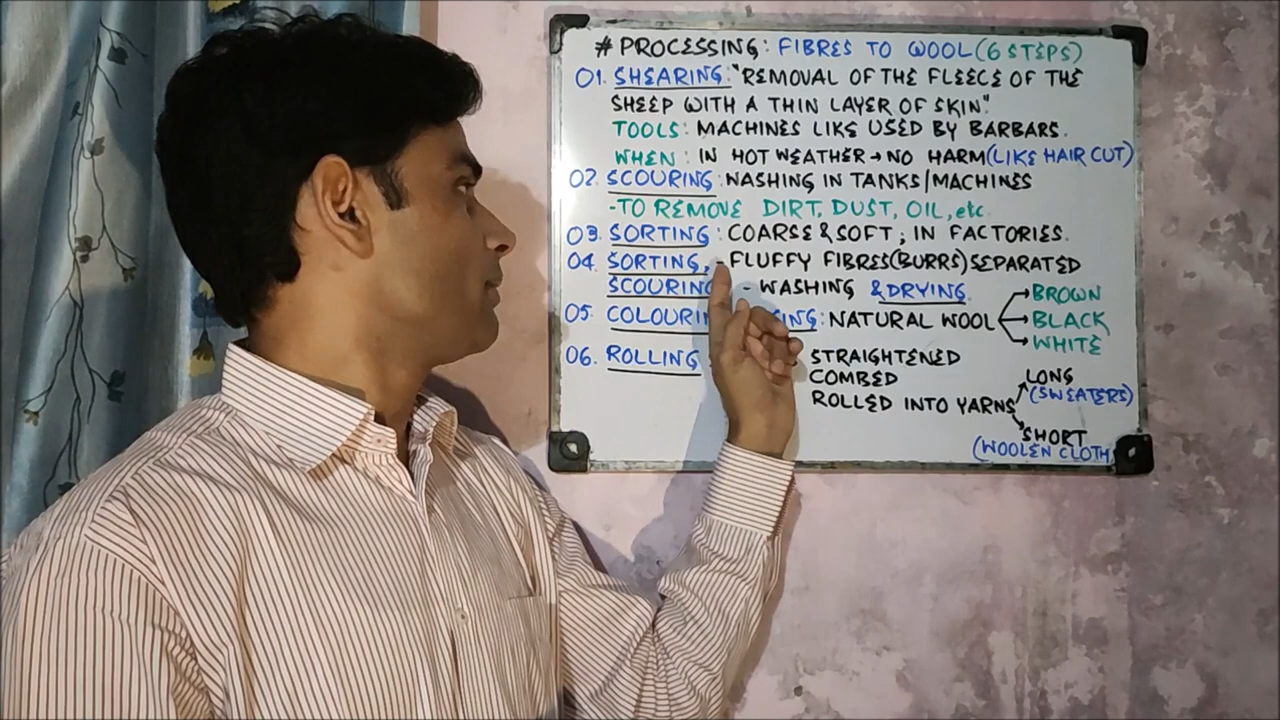 # PROCESSING: FIBRES TO WOOL (6 STEPS)
01. SHEARING: "REMOVAL OF THE FLEECE OF THE
SHEEP WITH A THIN LAYER OF SKIN"
TOOLS: MACHINES LIKE USED BY BARBARS.
WHEN: IN HOT WEATHER → NO HARM (LIKE HAIR CUT)
02. SCOURING: WASHING IN TANKS/MACHINES
-TO REMOVE DIRT, DUST, OIL, etc.
03. SORTING: COARSE & SOFT; IN FACTORIES.
04. SORTING, - FLUFFY FIBRES (BURRS) SEPARATED
SCOURING - WASHING & DRYING
05. : NATURAL WOOL
BROWN
BLACK
WHITE
06. ROLLING
STRAIGHTENED
COMBED
ROLLED INTO YARNS
LONG
(SWEATERS)
SHORT
(WOOLEN CLOTH